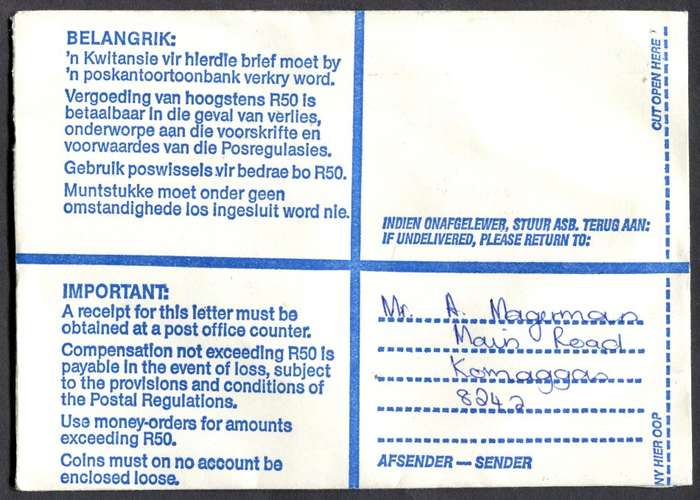 BELANGRIK:
'n Kwitansie vir hierdie brief moet by
'n poskantoortoonbank verkry word.
Vergoeding van hoogstens R50 is
betaalbaar in die geval van verlies,
onderworpe aan die voorskrifte en
voorwaardes van die Posregulasies.
Gebruik poswissels vir bedrae bo R50.
Muntstukke moet onder geen
omstandighede los ingesluit word nie.
CUT OPEN HERE
INDIEN ONAFGELEWER, STUUR ASB. TERUG AAN:
IF UNDELIVERED, PLEASE RETURN TO:
IMPORTANT:
A receipt for this letter must be
obtained at a post office counter.
Compensation not exceeding R50 is
payable in the event of loss, subject
to the provisions and conditions of
the Postal Regulations.
Use money-orders for amounts
exceeding R50.
Coins must on no account be
enclosed loose.
Mr. A. Magerman
Main Road
Komaggas
8242
AFSENDER — SENDER
NY HIER OOP